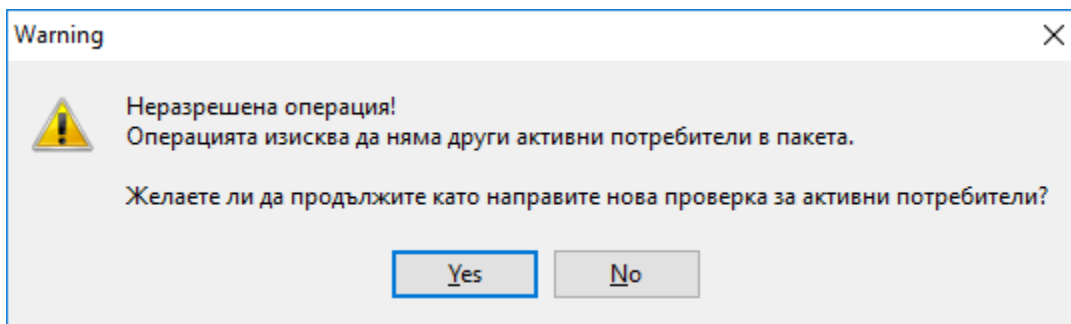 Warning
Неразрешена операция!
Операцията изисква да няма други активни потребители в пакета.
Желаете ли да продължите като направите нова проверка за активни потребители?
Yes
No